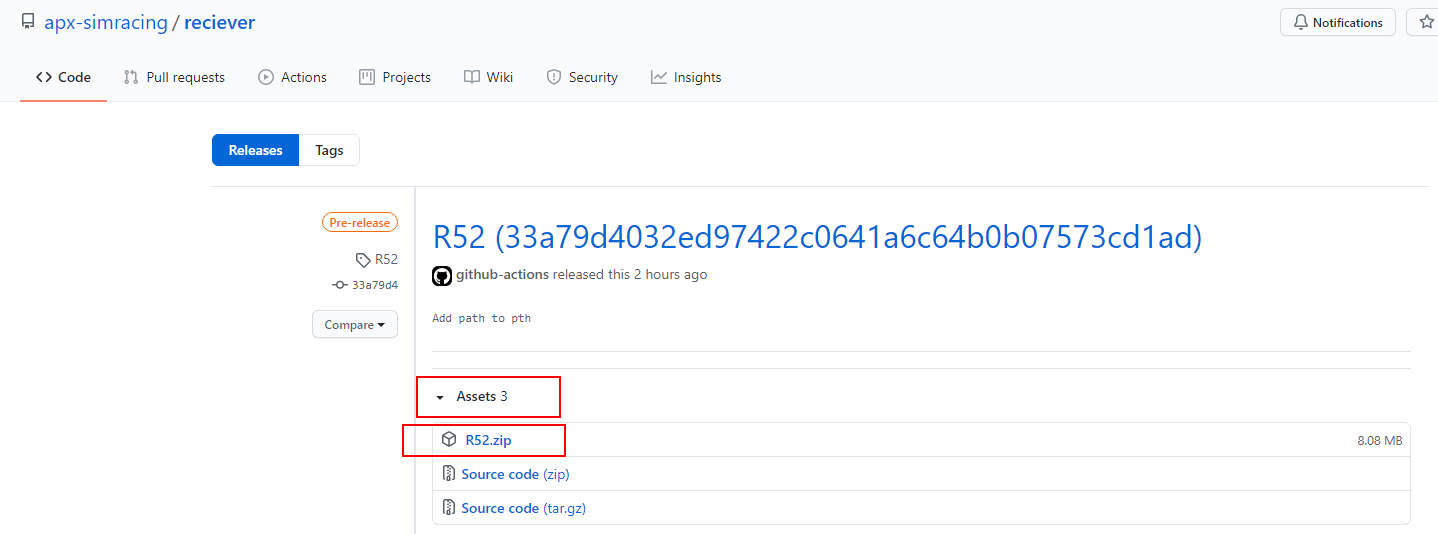 apx-simracing / reciever
Notifications
Code Pull requests Actions Projects Wiki Security Insights
Releases Tags
Pre-release
R52
33a79d4
Compare
R52 (33a79d4032ed97422c0641a6c64b0b07573cd1ad)
github-actions released this 2 hours ago
Add path to pth
Assets 3
R52.zip 8.08 MB
Source code (zip)
Source code (tar.gz)